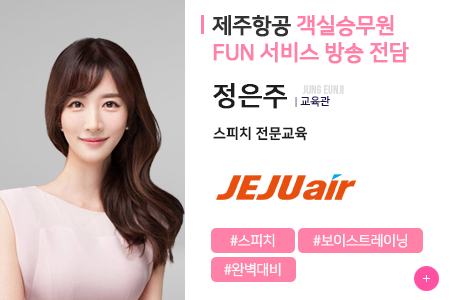 제주항공 객실승무원
FUN 서비스 방송 전담
JUNG EUNJI
정은주 | 교육관
스피치 전문교육
JEJUair
#스피치 #보이스트레이닝
#완벽대비
+